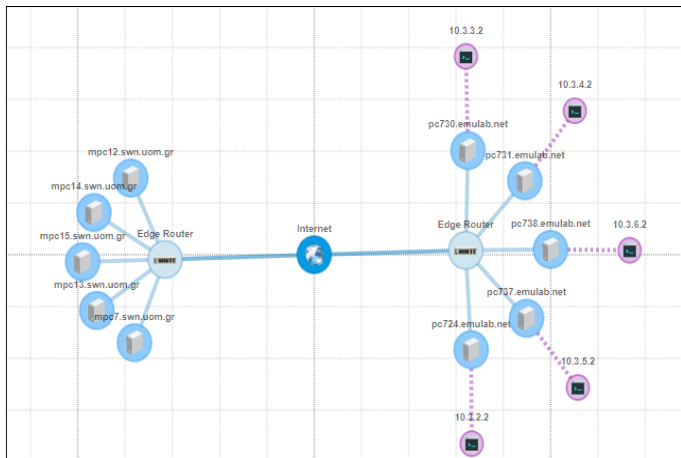 10.3.3.2
10.3.4.2
pc730.emulab.net
mpc12.swn.uom.gr
pc731.emulab.net
mpc14.swn.uom.gr
Edge Router
Internet
Edge Router
pc738.emulab.net
10.3.6.2
mpc15.swn.uom.gr
mpc13.swn.uom.gr
pc737.emulab.net
mpc7.swn.uom.gr
pc724.emulab.net
10.3.5.2
10.3.2.2